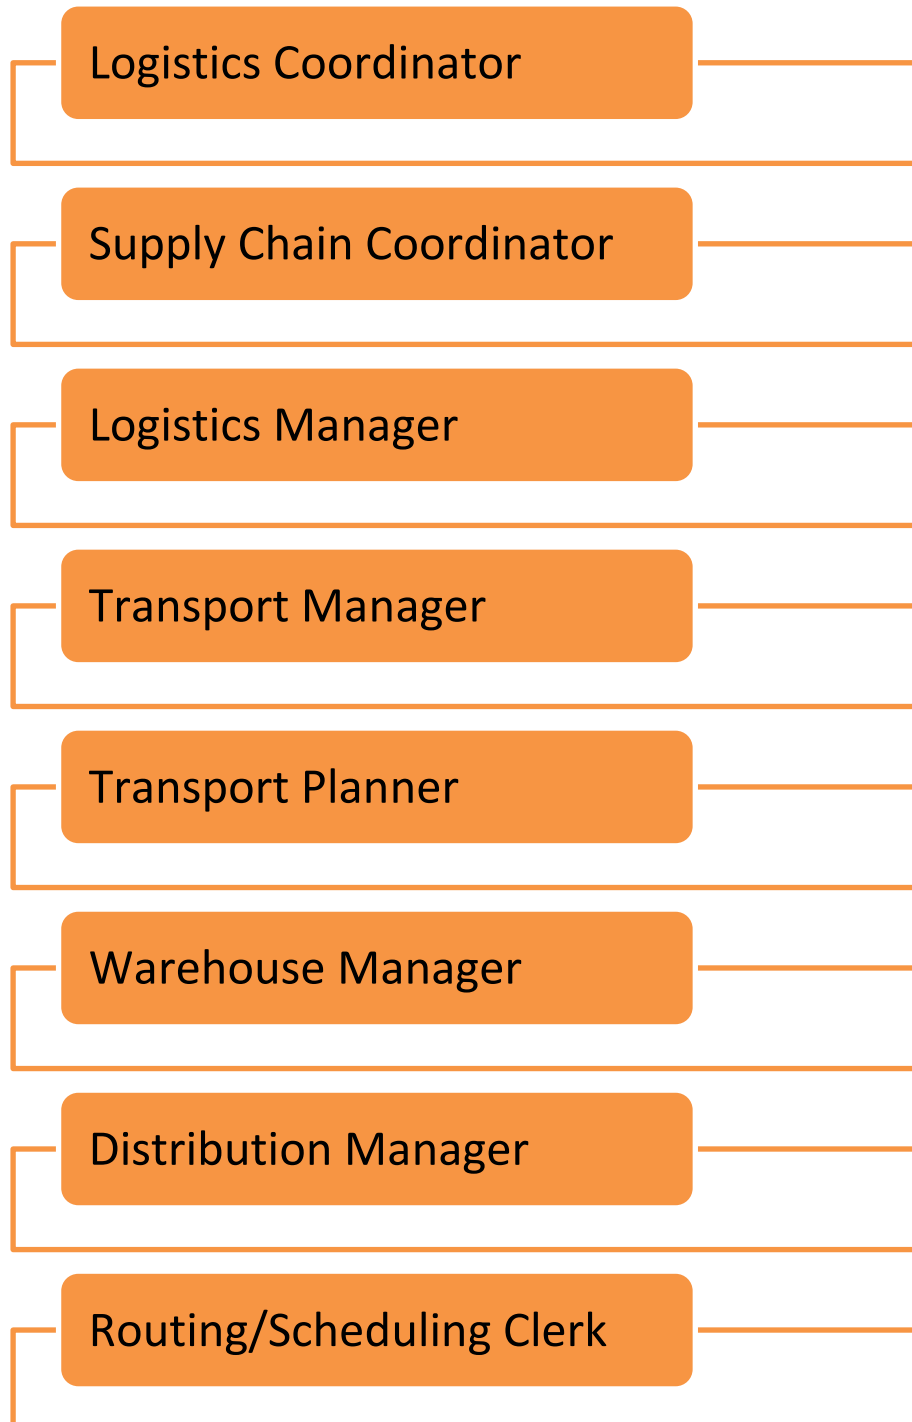 Logistics Coordinator
Supply Chain Coordinator
Logistics Manager
Transport Manager
Transport Planner
Warehouse Manager
Distribution Manager
Routing/Scheduling Clerk